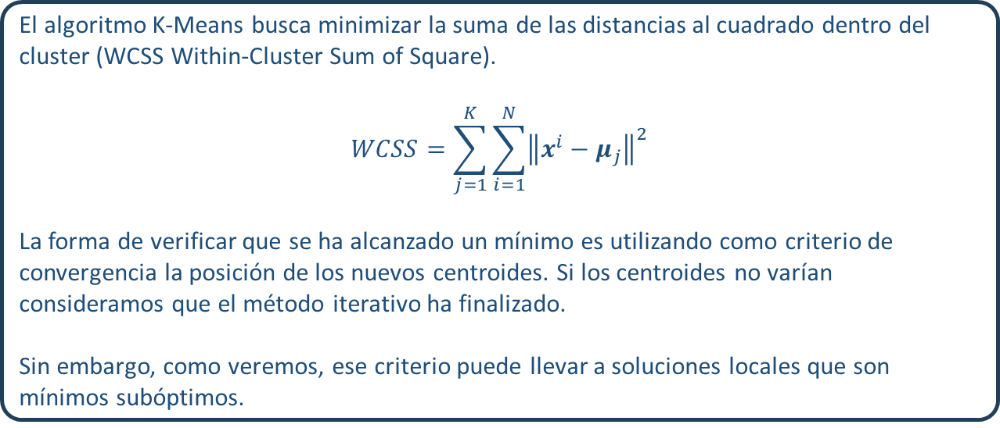 El algoritmo K-Means busca minimizar la suma de las distancias al cuadrado dentro del
cluster (WCSS Within-Cluster Sum of Square).
$WCSS = \sum_{j=1}^{K} \sum_{i=1}^{N} \left\| \boldsymbol{x}^i - \boldsymbol{\mu}_j \right\|^2$
La forma de verificar que se ha alcanzado un mínimo es utilizando como criterio de
convergencia la posición de los nuevos centroides. Si los centroides no varían
consideramos que el método iterativo ha finalizado.
Sin embargo, como veremos, ese criterio puede llevar a soluciones locales que son
mínimos subóptimos.